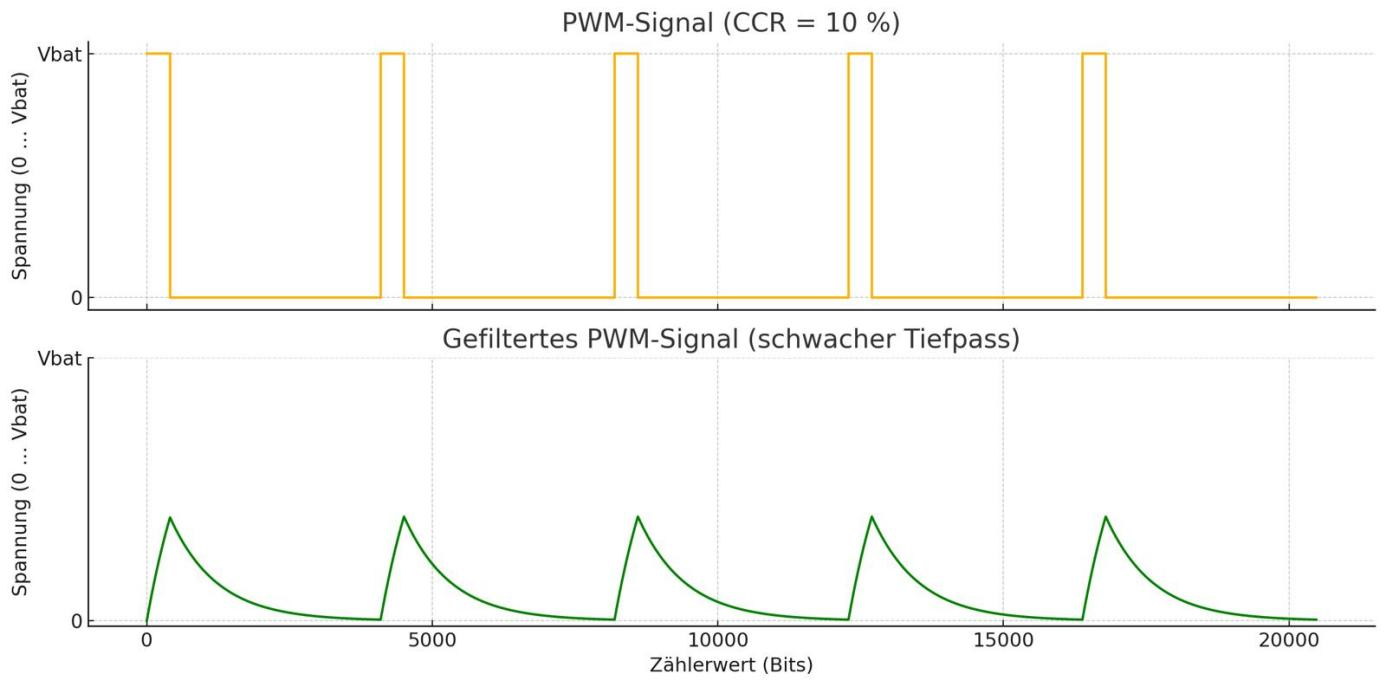 PWM-Signal (CCR = 10 %)
Vbat
Spannung (0 ... Vbat)
0
Gefiltertes PWM-Signal (schwacher Tiefpass)
Vbat
Spannung (0 ... Vbat)
0
0 5000 10000 15000 20000
Zählerwert (Bits)